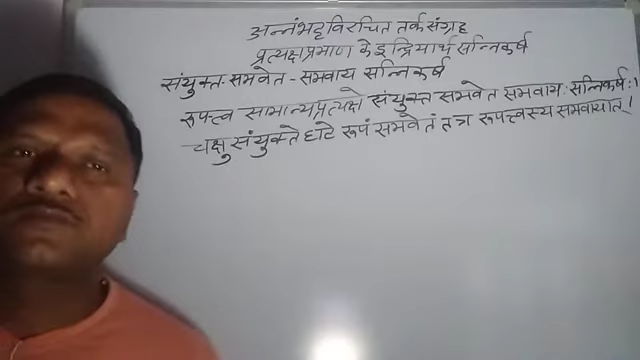 अन्नंभट्टविरचित तर्कसंग्रह
प्रत्यक्षप्रमाण के इन्द्रियार्थ सन्निकर्ष
संयुक्त-समवेत-समवाय सन्निकर्ष
रूपत्व सामान्यप्रत्यक्षे संयुक्त समवेत समवायः सन्निकर्षः।
चक्षु संयुक्ते घटे रूपं समवेतं तत्र रूपत्वस्य समवायात्।